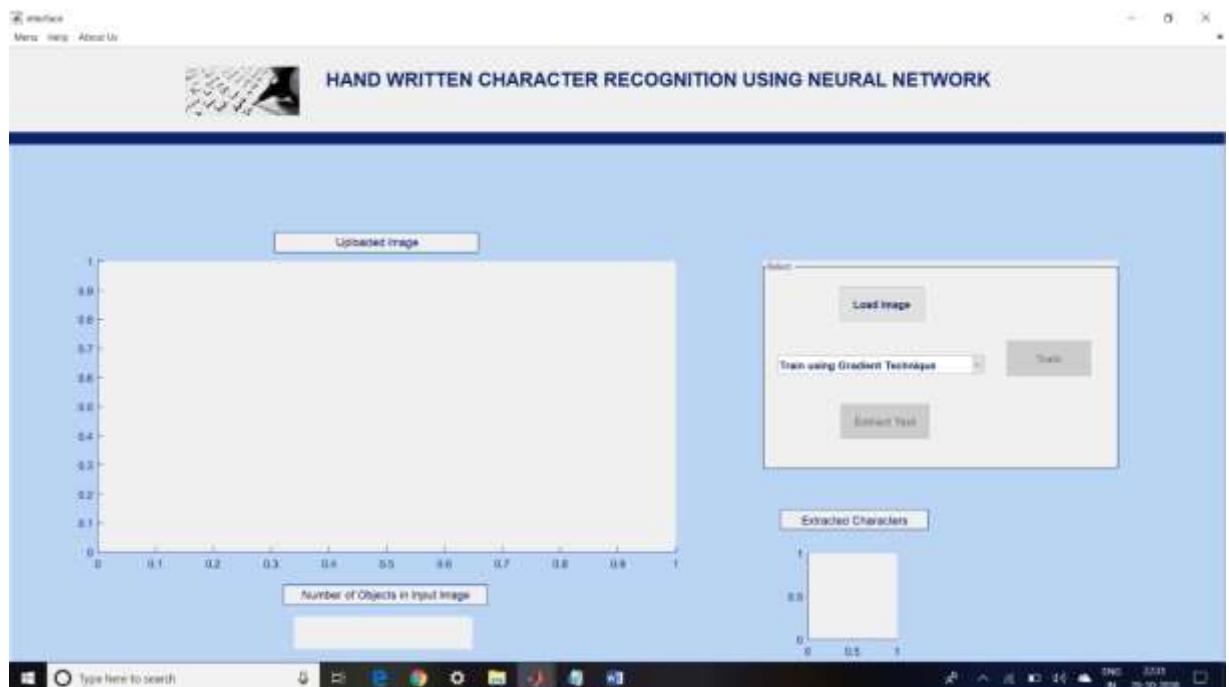 interface
Menu Help About Us
HAND WRITTEN CHARACTER RECOGNITION USING NEURAL NETWORK
Uploaded Image
1
0.9
0.8
0.7
0.6
0.5
0.4
0.3
0.2
0.1
0
0 0.1 0.2 0.3 0.4 0.5 0.6 0.7 0.8 0.9 1
Number of Objects in Input Image
Select
Load Image
Train using Gradient Technique
Train
Extract Text
Extracted Characters
1
0.5
0
0 0.5 1
Type here to search
ENG
IN